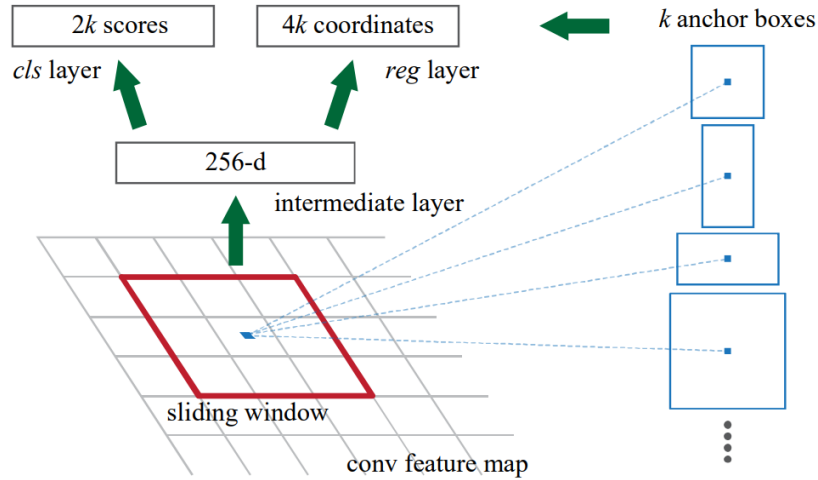 2k scores
4k coordinates
k anchor boxes
cls layer
reg layer
256-d
intermediate layer
sliding window
conv feature map